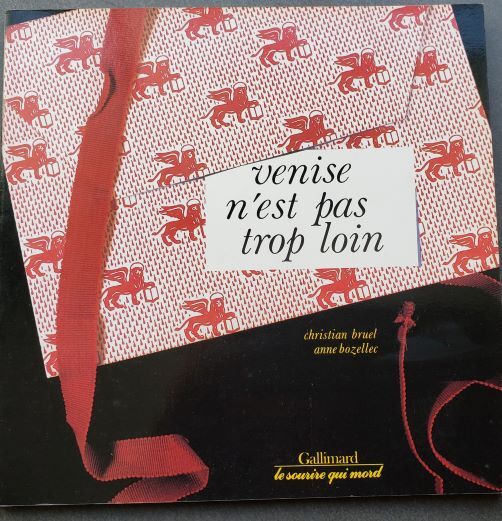 venise
n'est pas
trop loin
christian bruel
anne bozellec
Gallimard
le sourire qui mord